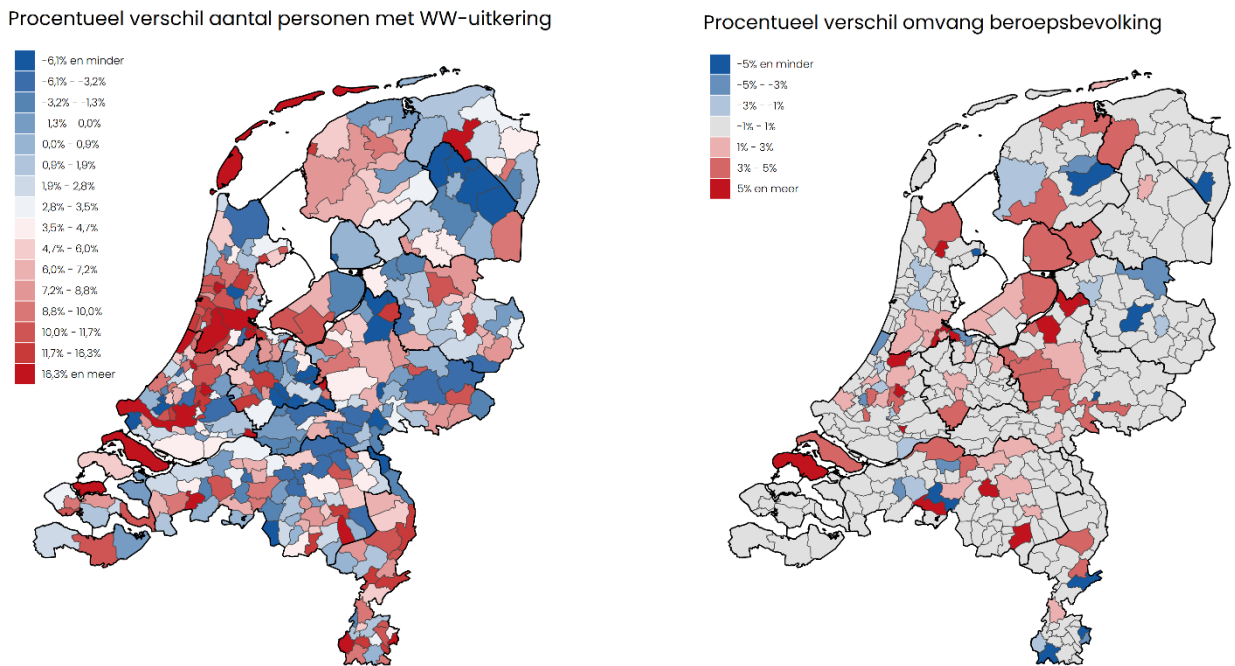 Procentueel verschil aantal personen met WW-uitkering
-6,1% en minder
-6,1% - -3,2%
-3,2% - -1,3%
1,3% - 0,0%
0,0% - 0,9%
0,9% - 1,9%
1,9% - 2,8%
2,8% - 3,5%
3,5% - 4,7%
4,7% - 6,0%
6,0% - 7,2%
7,2% - 8,8%
8,8% - 10,0%
10,0% - 11,7%
11,7% - 16,3%
16,3% en meer
Procentueel verschil omvang beroepsbevolking
-5% en minder
-5% - -3%
-3% - -1%
-1% - 1%
1% - 3%
3% - 5%
5% en meer